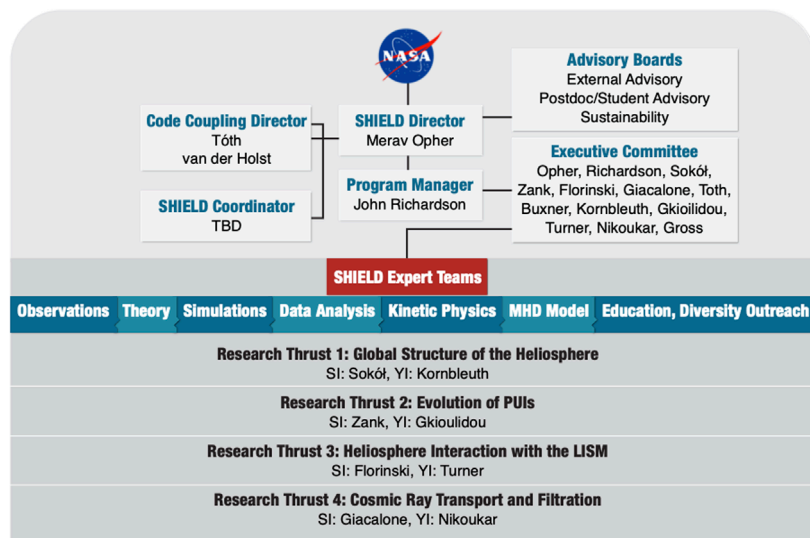 NASA
Advisory Boards
External Advisory
Postdoc/Student Advisory
Sustainability
Code Coupling Director
Tóth
van der Holst
SHIELD Director
Merav Opher
Executive Committee
Opher, Richardson, Sokół,
Zank, Florinski, Giacalone, Toth,
Buxner, Kornbleuth, Gkioilidou,
Turner, Nikoukar, Gross
Program Manager
John Richardson
SHIELD Coordinator
TBD
SHIELD Expert Teams
Observations Theory Simulations Data Analysis Kinetic Physics MHD Model Education, Diversity Outreach
Research Thrust 1: Global Structure of the Heliosphere
SI: Sokół, YI: Kornbleuth
Research Thrust 2: Evolution of PUIs
SI: Zank, YI: Gkioulidou
Research Thrust 3: Heliosphere Interaction with the LISM
SI: Florinski, YI: Turner
Research Thrust 4: Cosmic Ray Transport and Filtration
SI: Giacalone, YI: Nikoukar